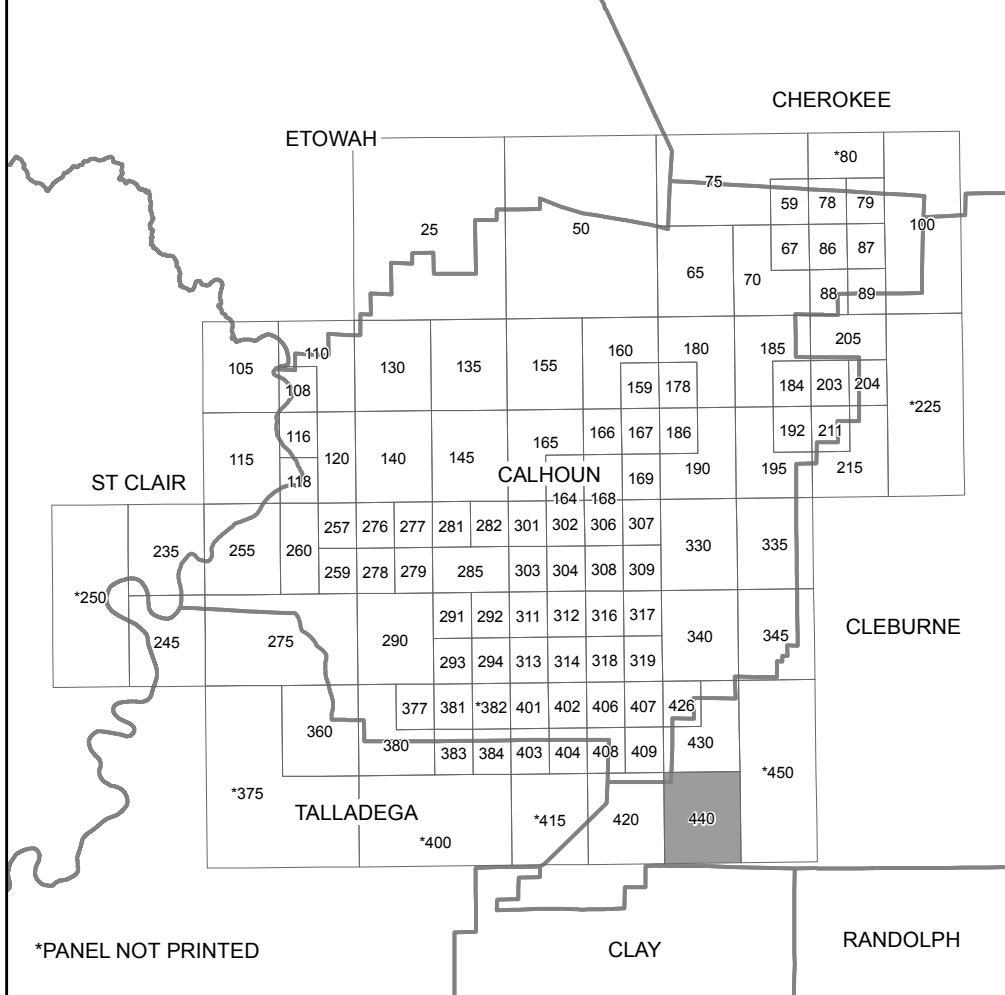 CHEROKEE
ETOWAH
*80
75
59 78 79
25 50 100
67 86 87
65 70
88 89
110 130 135 155 160 180 185 205
105
108 159 178 184 203 204
*225
116 166 167 186 192 211
115 120 140 145 165 190 195 215
118 CALHOUN 169
ST CLAIR
164 168
257 276 277 281 282 301 302 306 307
235 255 260 330 335
259 278 279 285 303 304 308 309
*250
291 292 311 312 316 317
245 275 290 340 345 CLEBURNE
293 294 313 314 318 319
377 381 *382 401 402 406 407 426
360 380 430
383 384 403 404 408 409
*450
*375
TALLADEGA *415 420 440
*400
*PANEL NOT PRINTED CLAY RANDOLPH